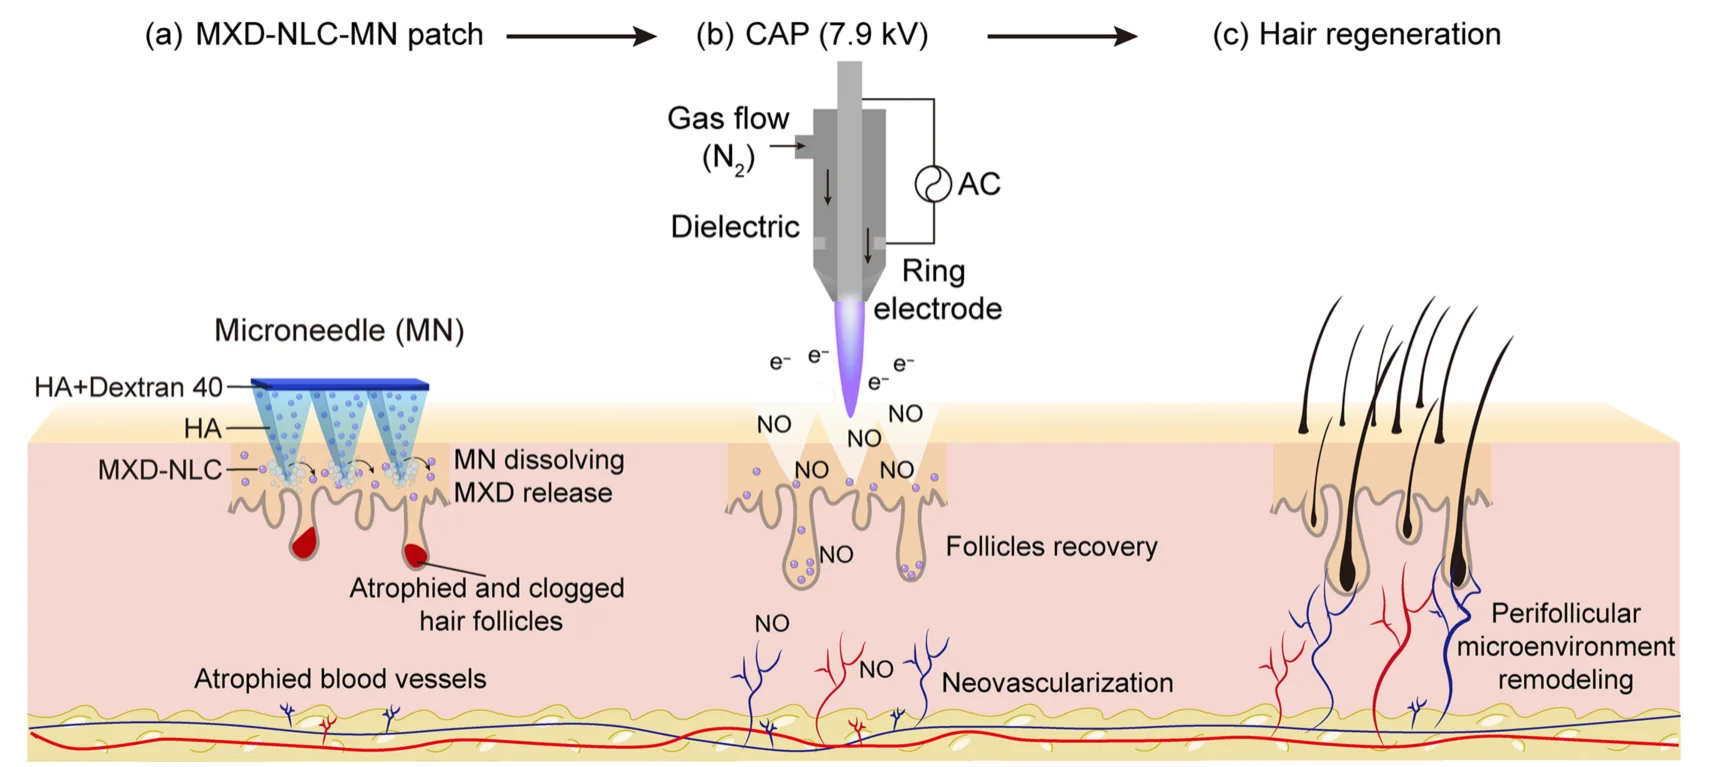 (a) MXD-NLC-MN patch
(b) CAP (7.9 kV)
(c) Hair regeneration
Gas flow
(N₂)
AC
Dielectric
Ring
electrode
Microneedle (MN)
HA+Dextran 40
HA
MXD-NLC
MN dissolving
MXD release
Atrophied and clogged
hair follicles
Atrophied blood vessels
e⁻
e⁻
e⁻
e⁻
NO
NO
NO
NO
NO
NO
Follicles recovery
NO
NO
Neovascularization
Perifollicular
microenvironment
remodeling